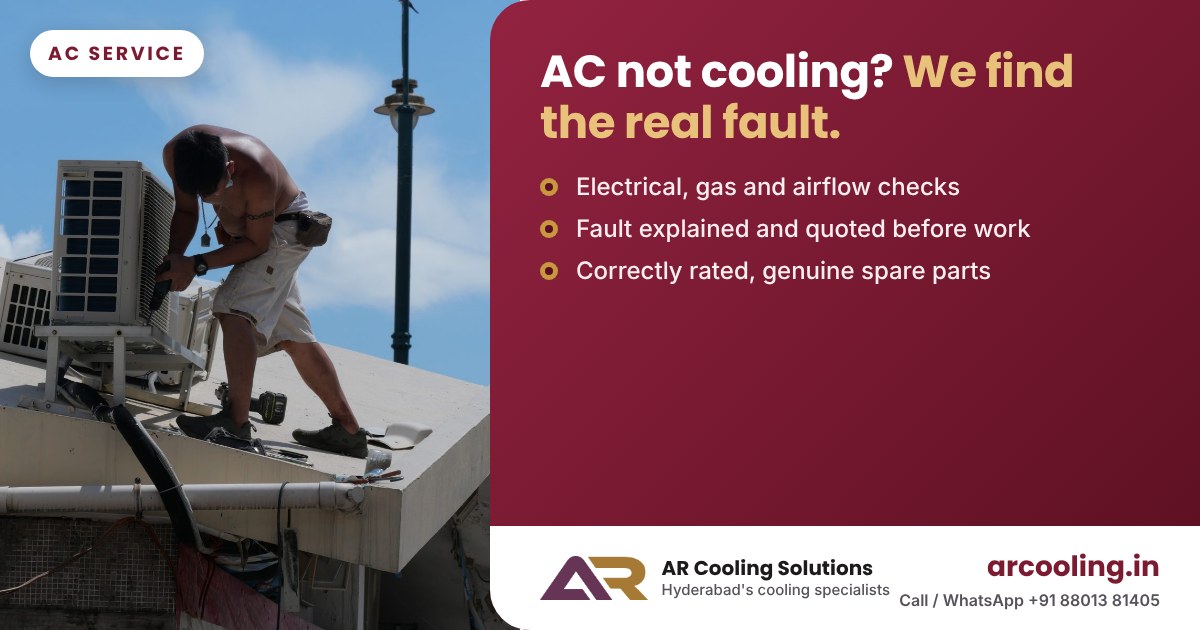 AC SERVICE
AC not cooling? We find
the real fault.
Electrical, gas and airflow checks
Fault explained and quoted before work
Correctly rated, genuine spare parts
AR
AR Cooling Solutions
Hyderabad's cooling specialists
arcooling.in
Call / WhatsApp +91 88013 81405